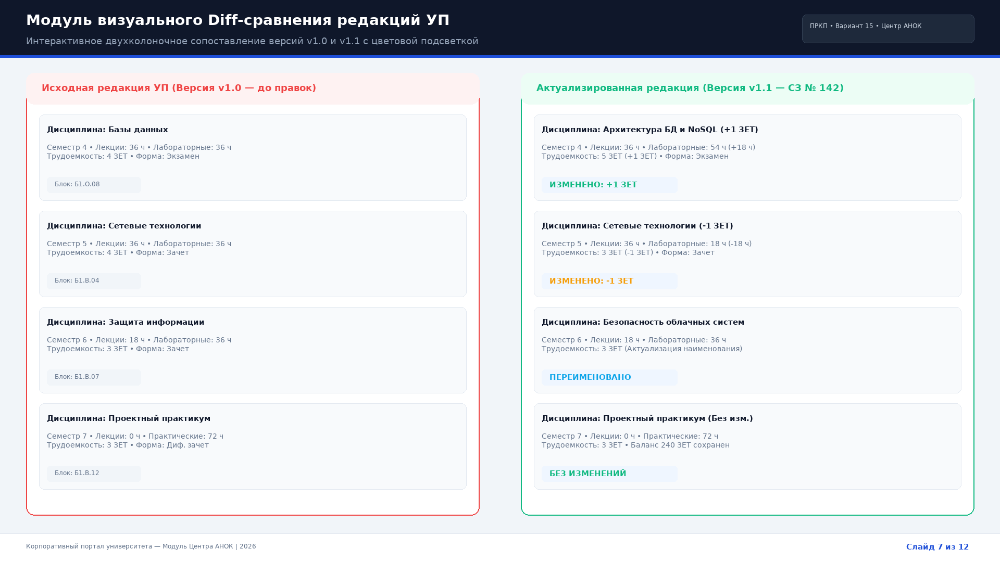 Модуль визуального Diff-сравнения редакций УП
Интерактивное двухколоночное сопоставление версий v1.0 и v1.1 с цветовой подсветкой
ПРКП • Вариант 15 • Центр АНОК
Исходная редакция УП (Версия v1.0 — до правок)
Дисциплина: Базы данных
Семестр 4 • Лекции: 36 ч • Лабораторные: 36 ч
Трудоемкость: 4 ЗЕТ • Форма: Экзамен
Блок: Б1.О.08
Дисциплина: Сетевые технологии
Семестр 5 • Лекции: 36 ч • Лабораторные: 36 ч
Трудоемкость: 4 ЗЕТ • Форма: Зачет
Блок: Б1.В.04
Дисциплина: Защита информации
Семестр 6 • Лекции: 18 ч • Лабораторные: 36 ч
Трудоемкость: 3 ЗЕТ • Форма: Зачет
Блок: Б1.В.07
Дисциплина: Проектный практикум
Семестр 7 • Лекции: 0 ч • Практические: 72 ч
Трудоемкость: 3 ЗЕТ • Форма: Диф. зачет
Блок: Б1.В.12
Актуализированная редакция (Версия v1.1 — СЗ № 142)
Дисциплина: Архитектура БД и NoSQL (+1 ЗЕТ)
Семестр 4 • Лекции: 36 ч • Лабораторные: 54 ч (+18 ч)
Трудоемкость: 5 ЗЕТ (+1 ЗЕТ) • Форма: Экзамен
ИЗМЕНЕНО: +1 ЗЕТ
Дисциплина: Сетевые технологии (-1 ЗЕТ)
Семестр 5 • Лекции: 36 ч • Лабораторные: 18 ч (-18 ч)
Трудоемкость: 3 ЗЕТ (-1 ЗЕТ) • Форма: Зачет
ИЗМЕНЕНО: -1 ЗЕТ
Дисциплина: Безопасность облачных систем
Семестр 6 • Лекции: 18 ч • Лабораторные: 36 ч
Трудоемкость: 3 ЗЕТ (Актуализация наименования)
ПЕРЕИМЕНОВАНО
Дисциплина: Проектный практикум (Без изм.)
Семестр 7 • Лекции: 0 ч • Практические: 72 ч
Трудоемкость: 3 ЗЕТ • Баланс 240 ЗЕТ сохранен
БЕЗ ИЗМЕНЕНИЙ
Корпоративный портал университета — Модуль Центра АНОК | 2026
Слайд 7 из 12